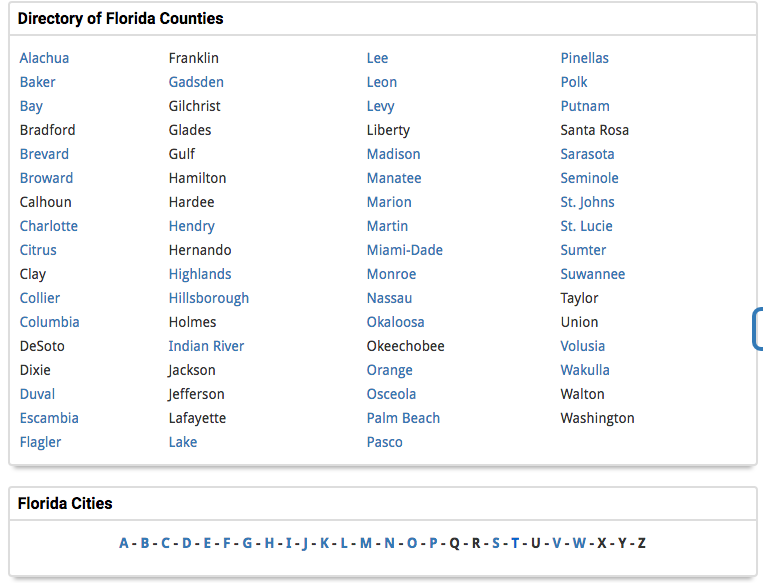 Directory of Florida Counties
Alachua
Baker
Bay
Bradford
Brevard
Broward
Calhoun
Charlotte
Citrus
Clay
Collier
Columbia
DeSoto
Dixie
Duval
Escambia
Flagler
Franklin
Gadsden
Gilchrist
Glades
Gulf
Hamilton
Hardee
Hendry
Hernando
Highlands
Hillsborough
Holmes
Indian River
Jackson
Jefferson
Lafayette
Lake
Lee
Leon
Levy
Liberty
Madison
Manatee
Marion
Martin
Miami-Dade
Monroe
Nassau
Okaloosa
Okeechobee
Orange
Osceola
Palm Beach
Pasco
Pinellas
Polk
Putnam
Santa Rosa
Sarasota
Seminole
St. Johns
St. Lucie
Sumter
Suwannee
Taylor
Union
Volusia
Wakulla
Walton
Washington
Florida Cities
A - B - C - D - E - F - G - H - I - J - K - L - M - N - O - P - Q - R - S - T - U - V - W - X - Y - Z